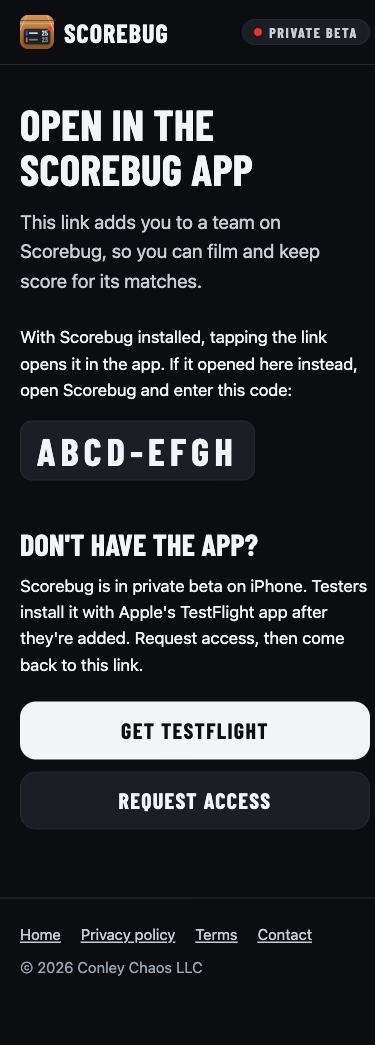 25
23
SCOREBUG
PRIVATE BETA
OPEN IN THE
SCOREBUG APP
This link adds you to a team on
Scorebug, so you can film and keep
score for its matches.
With Scorebug installed, tapping the link
opens it in the app. If it opened here instead,
open Scorebug and enter this code:
ABCD-EFGH
DON'T HAVE THE APP?
Scorebug is in private beta on iPhone. Testers
install it with Apple's TestFlight app after
they're added. Request access, then come
back to this link.
GET TESTFLIGHT
REQUEST ACCESS
Home Privacy policy Terms Contact
© 2026 Conley Chaos LLC